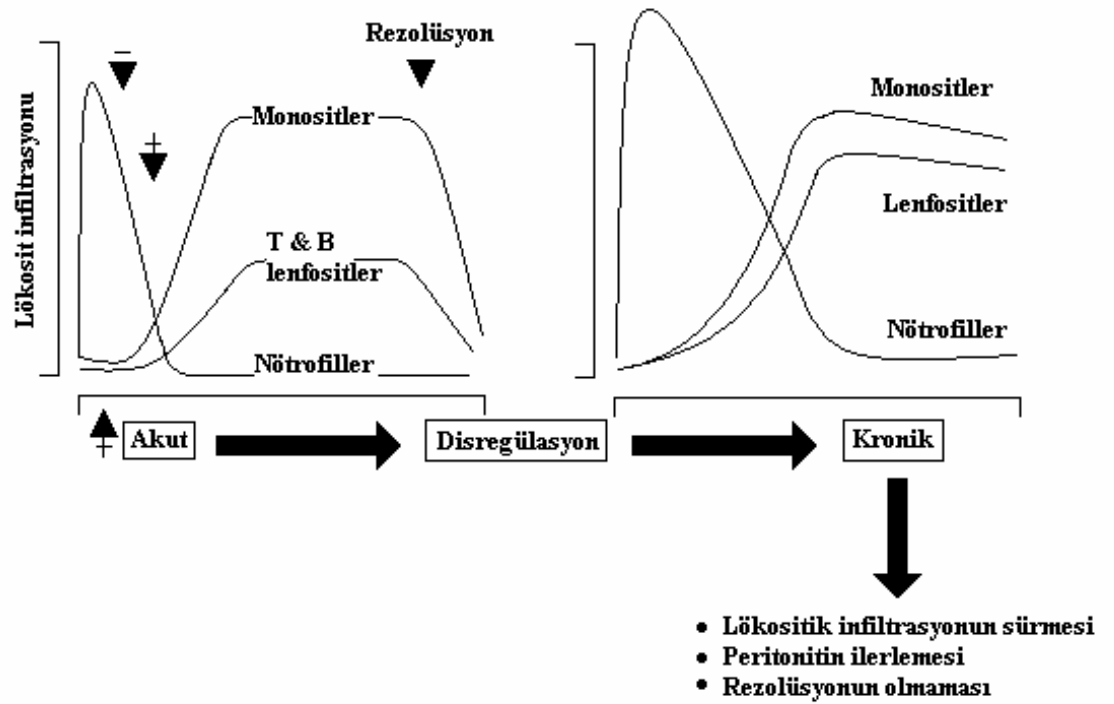 Lökosit infiltrasyonu
−
+
Rezolüsyon
Monositler
T & B
lenfositler
Nötrofiller
Monositler
Lenfositler
Nötrofiller
+
Akut
Disregülasyon
Kronik
• Lökositik infiltrasyonun sürmesi
• Peritonitin ilerlemesi
• Rezolüsyonun olmaması